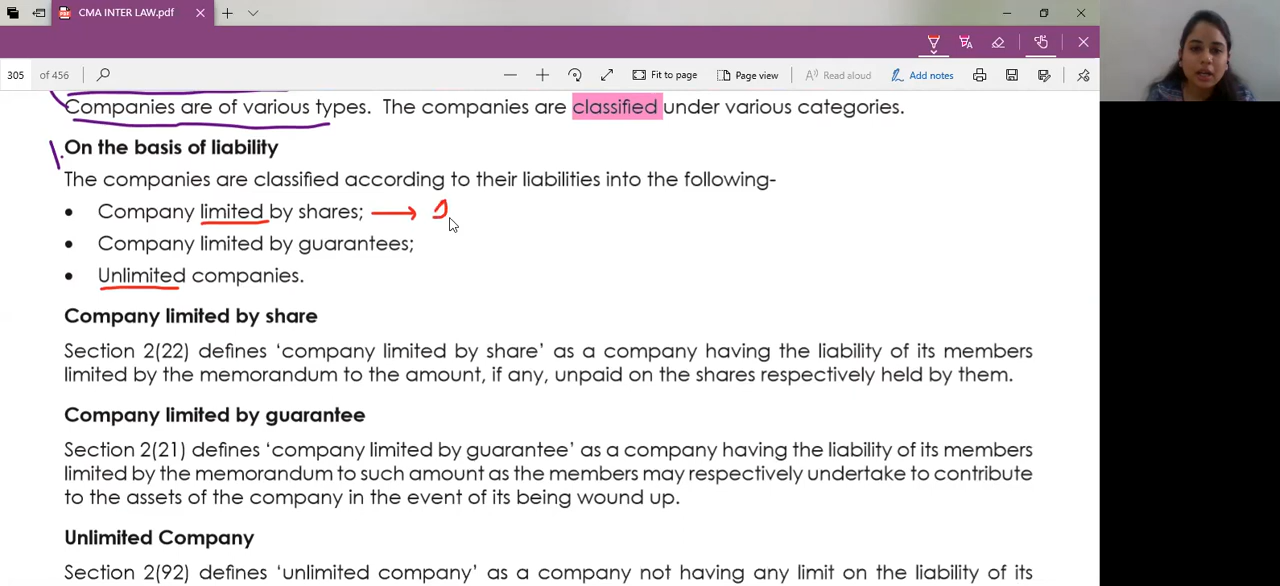 CMA INTER LAW.pdf
305 of 456
Fit to page
Page view
Read aloud
Add notes
Companies are of various types. The companies are classified under various categories.
On the basis of liability
The companies are classified according to their liabilities into the following-
• Company limited by shares;
• Company limited by guarantees;
• Unlimited companies.
Company limited by share
Section 2(22) defines ‘company limited by share’ as a company having the liability of its members
limited by the memorandum to the amount, if any, unpaid on the shares respectively held by them.
Company limited by guarantee
Section 2(21) defines ‘company limited by guarantee’ as a company having the liability of its members
limited by the memorandum to such amount as the members may respectively undertake to contribute
to the assets of the company in the event of its being wound up.
Unlimited Company
Section 2(92) defines ‘unlimited company’ as a company not having any limit on the liability of its